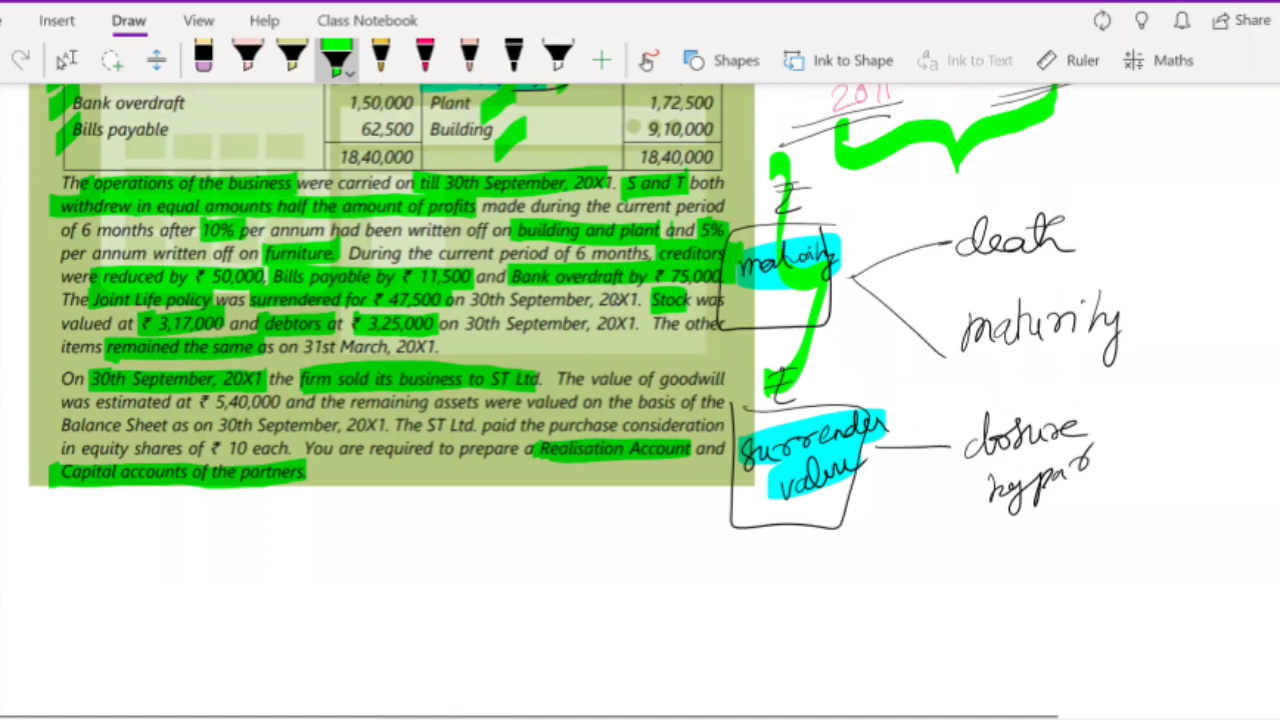 Insert Draw View Help Class Notebook Share
Shapes Ink to Shape Ink to Text Ruler Maths
Bank overdraft 1,50,000 Plant 1,72,500
Bills payable 62,500 Building 9,10,000
18,40,000 18,40,000
The operations of the business were carried on till 30th September, 20X1. S and T both
withdrew in equal amounts half the amount of profits made during the current period
of 6 months after 10% per annum had been written off on building and plant and 5%
per annum written off on furniture. During the current period of 6 months, creditors
were reduced by ₹ 50,000, Bills payable by ₹ 11,500 and Bank overdraft by ₹ 75,000.
The Joint Life policy was surrendered for ₹ 47,500 on 30th September, 20X1. Stock was
valued at ₹ 3,17,000 and debtors at ₹ 3,25,000 on 30th September, 20X1. The other
items remained the same as on 31st March, 20X1.
On 30th September, 20X1 the firm sold its business to ST Ltd. The value of goodwill
was estimated at ₹ 5,40,000 and the remaining assets were valued on the basis of the
Balance Sheet as on 30th September, 20X1. The ST Ltd. paid the purchase consideration
in equity shares of ₹ 10 each. You are required to prepare a Realisation Account and
Capital accounts of the partners.
₹
death
maturity
₹
surrender
value
closure